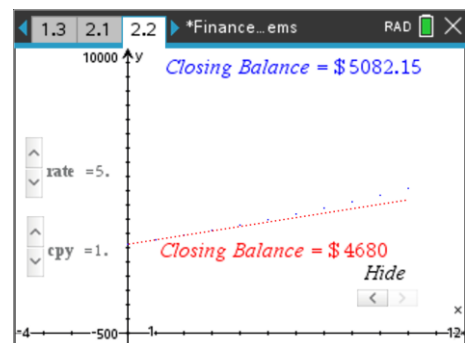 1.3 2.1 2.2 *Finance…ems RAD
10000 y
Closing Balance = $5082.15
rate =5.
cpy =1.
Closing Balance = $4680
Hide
x
-4 -500 1 12